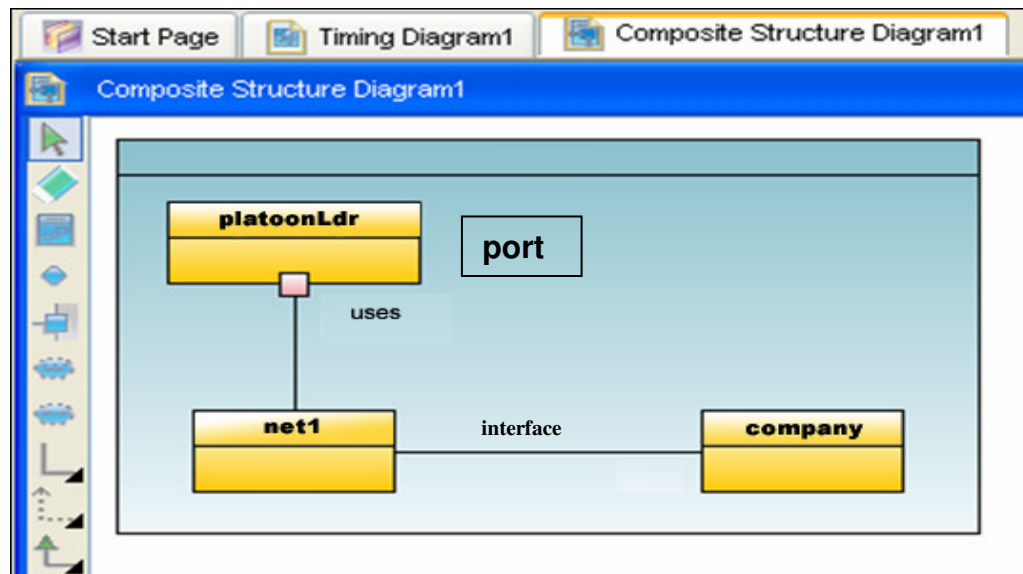 Start Page
Timing Diagram1
Composite Structure Diagram1
Composite Structure Diagram1
platoonLdr
port
uses
net1
interface
company